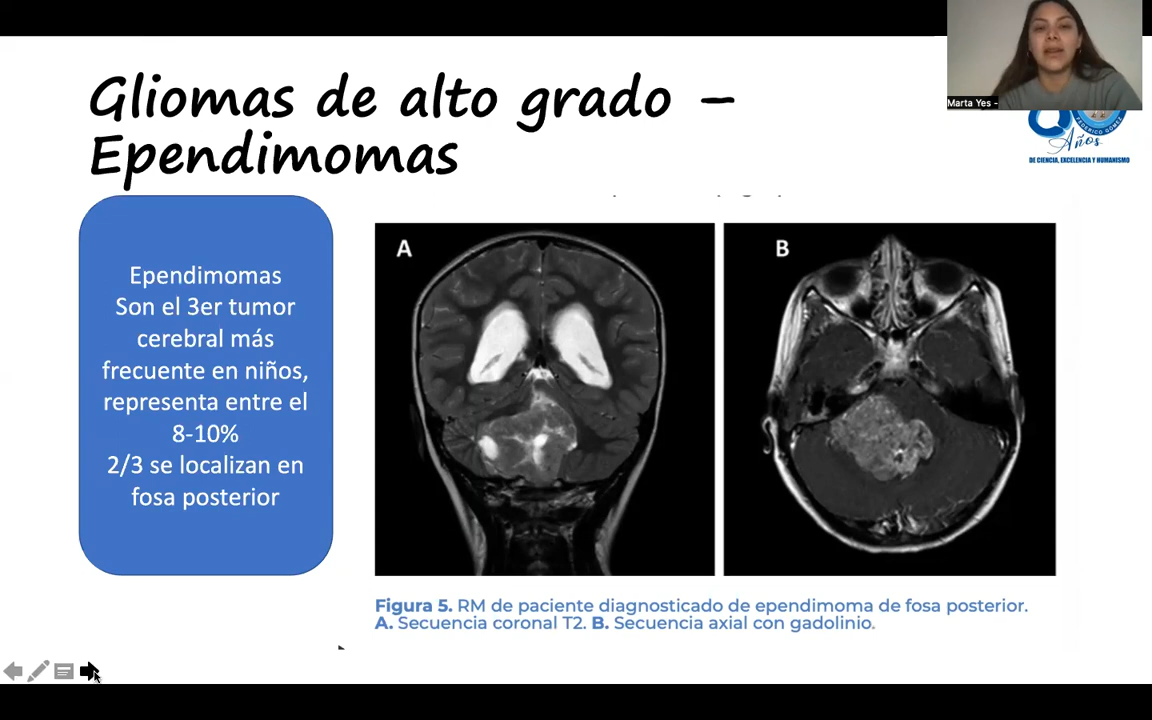 Gliomas de alto grado –
Ependimomas
Marta Yes -
FEDERICO GÓMEZ
Años
DE CIENCIA, EXCELENCIA Y HUMANISMO
Ependimomas
Son el 3er tumor
cerebral más
frecuente en niños,
representa entre el
8-10%
2/3 se localizan en
fosa posterior
A
B
Figura 5. RM de paciente diagnosticado de ependimoma de fosa posterior.
A. Secuencia coronal T2. B. Secuencia axial con gadolinio.